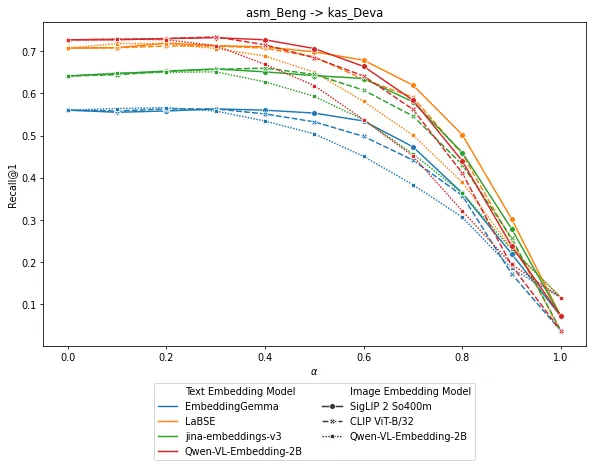 asm_Beng -> kas_Deva
Recall@1
0.7
0.6
0.5
0.4
0.3
0.2
0.1
0.0 0.2 0.4 0.6 0.8 1.0
α
Text Embedding Model Image Embedding Model
EmbeddingGemma SigLIP 2 So400m
LaBSE CLIP ViT-B/32
jina-embeddings-v3 Qwen-VL-Embedding-2B
Qwen-VL-Embedding-2B